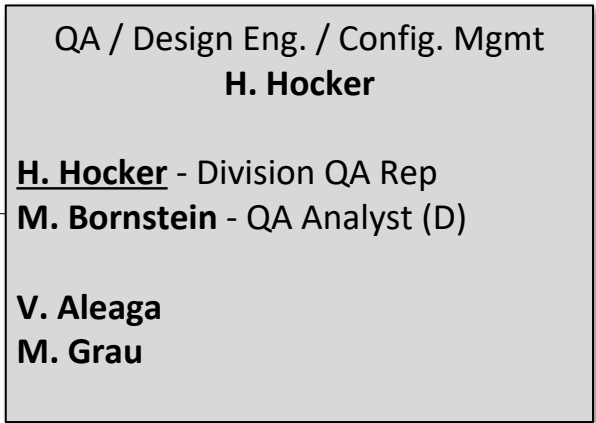 QA / Design Eng. / Config. Mgmt
H. Hocker
H. Hocker - Division QA Rep
M. Bornstein - QA Analyst (D)
V. Aleaga
M. Grau